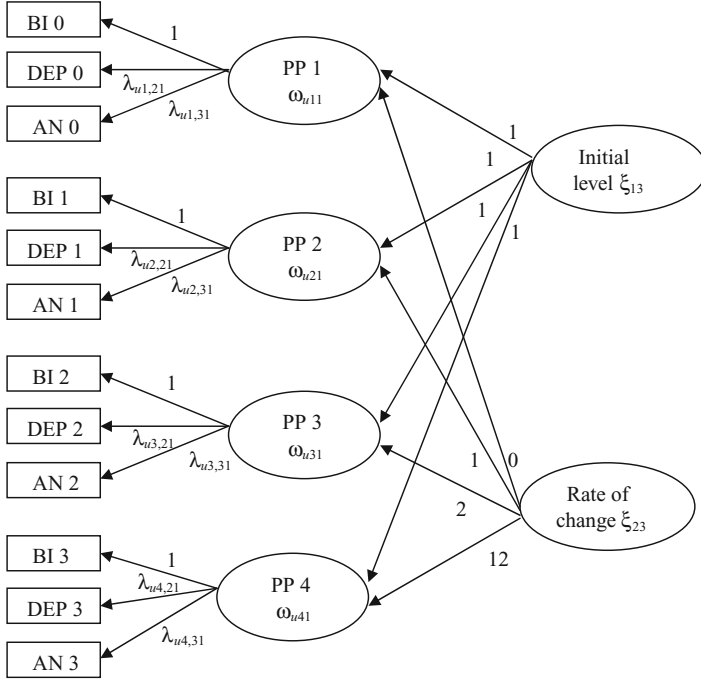 BI 0
1
DEP 0
λu1,21
λu1,31
AN 0
PP 1
ωu11
1
1
1
1
Initial
level ξ13
BI 1
1
DEP 1
λu2,21
λu2,31
AN 1
PP 2
ωu21
BI 2
1
DEP 2
λu3,21
λu3,31
AN 2
PP 3
ωu31
1
0
2
12
Rate of
change ξ23
BI 3
1
λu4,21
DEP 3
λu4,31
AN 3
PP 4
ωu41